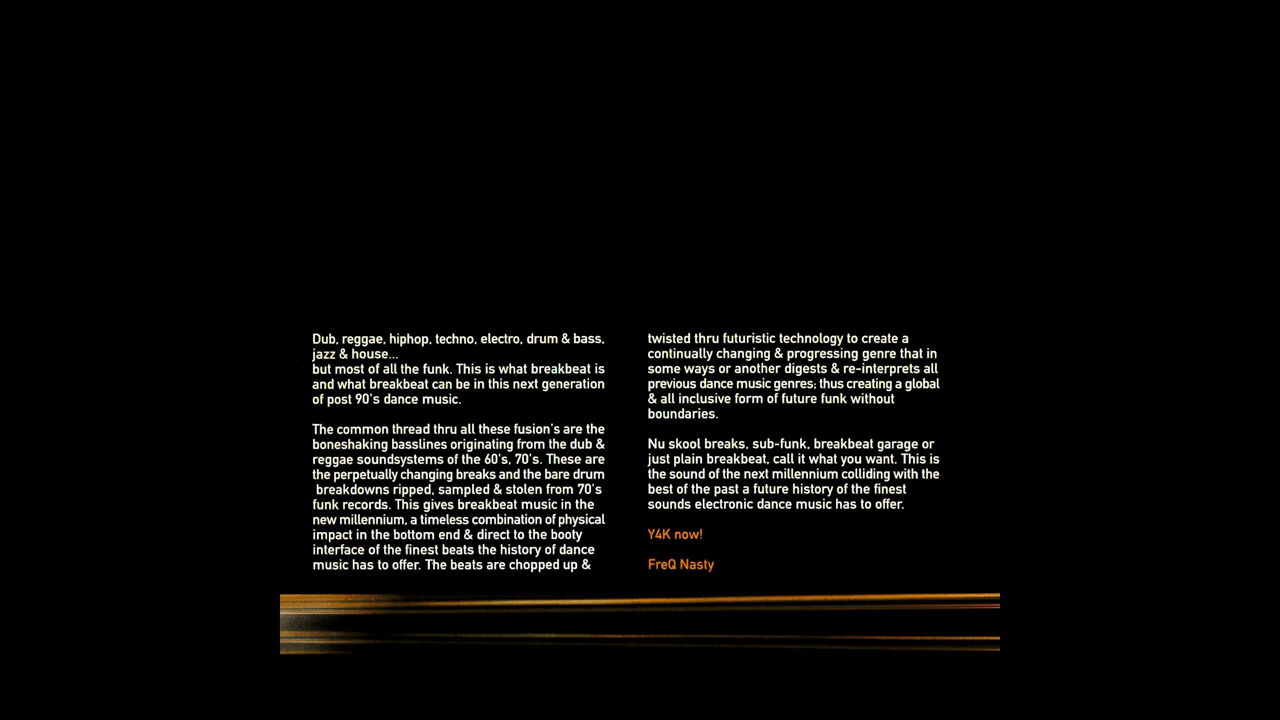 Dub, reggae, hiphop, techno, electro, drum & bass,
jazz & house...
but most of all the funk. This is what breakbeat is
and what breakbeat can be in this next generation
of post 90's dance music.
The common thread thru all these fusion's are the
boneshaking basslines originating from the dub &
reggae soundsystems of the 60's, 70's. These are
the perpetually changing breaks and the bare drum
breakdowns ripped, sampled & stolen from 70's
funk records. This gives breakbeat music in the
new millennium, a timeless combination of physical
impact in the bottom end & direct to the booty
interface of the finest beats the history of dance
music has to offer. The beats are chopped up &
twisted thru futuristic technology to create a
continually changing & progressing genre that in
some ways or another digests & re-interprets all
previous dance music genres; thus creating a global
& all inclusive form of future funk without
boundaries.
Nu skool breaks, sub-funk, breakbeat garage or
just plain breakbeat, call it what you want. This is
the sound of the next millennium colliding with the
best of the past a future history of the finest
sounds electronic dance music has to offer.
Y4K now!
FreQ Nasty